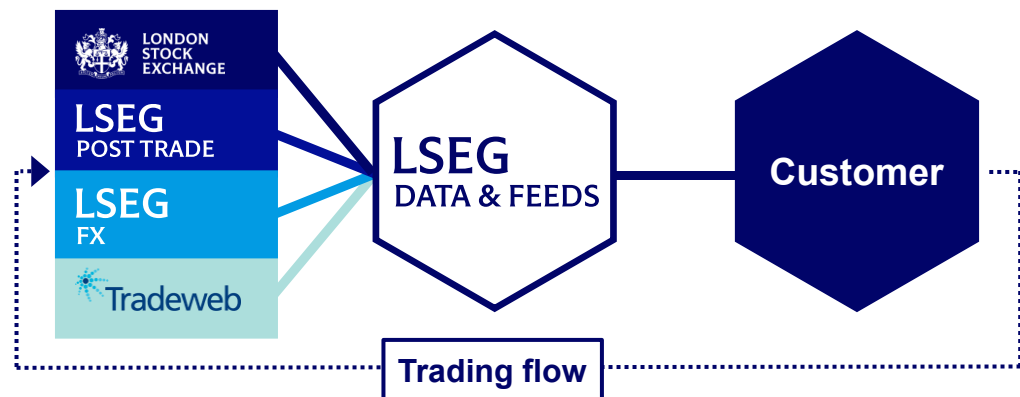 LONDON
STOCK
EXCHANGE
LSEG
POST TRADE
LSEG
FX
Tradeweb
LSEG
DATA & FEEDS
Customer
Trading flow